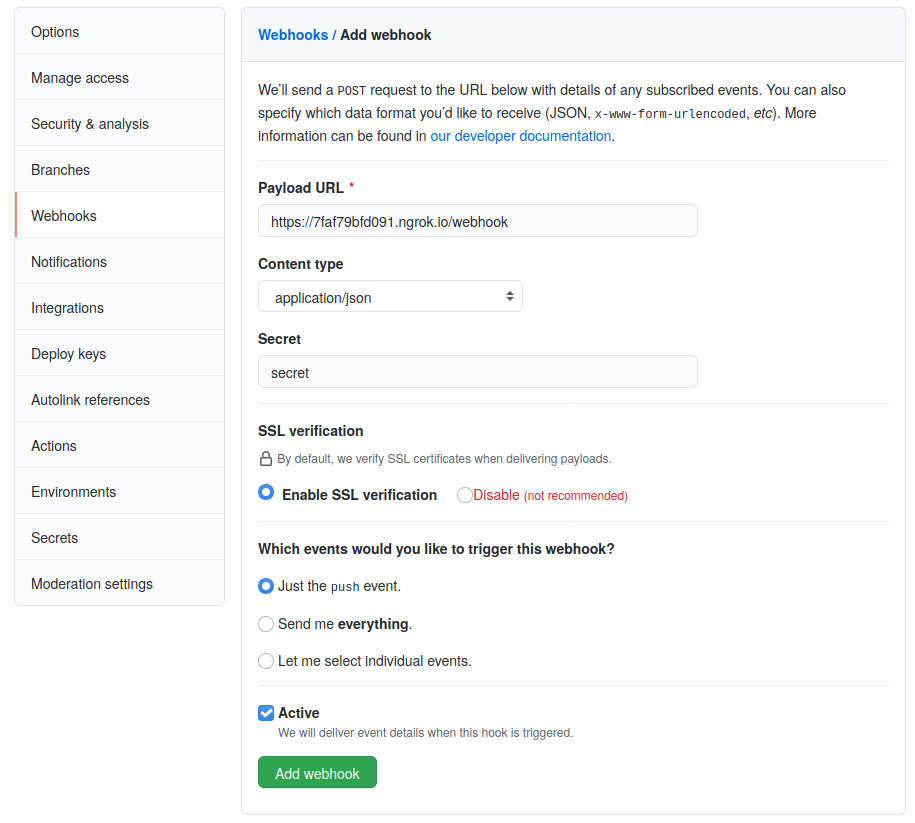 Options
Manage access
Security & analysis
Branches
Webhooks
Notifications
Integrations
Deploy keys
Autolink references
Actions
Environments
Secrets
Moderation settings
Webhooks / Add webhook
We’ll send a POST request to the URL below with details of any subscribed events. You can also
specify which data format you’d like to receive (JSON, x-www-form-urlencoded, etc). More
information can be found in our developer documentation.
Payload URL *
https://7faf79bfd091.ngrok.io/webhook
Content type
application/json
Secret
secret
SSL verification
By default, we verify SSL certificates when delivering payloads.
Enable SSL verification Disable (not recommended)
Which events would you like to trigger this webhook?
Just the push event.
Send me everything.
Let me select individual events.
Active
We will deliver event details when this hook is triggered.
Add webhook